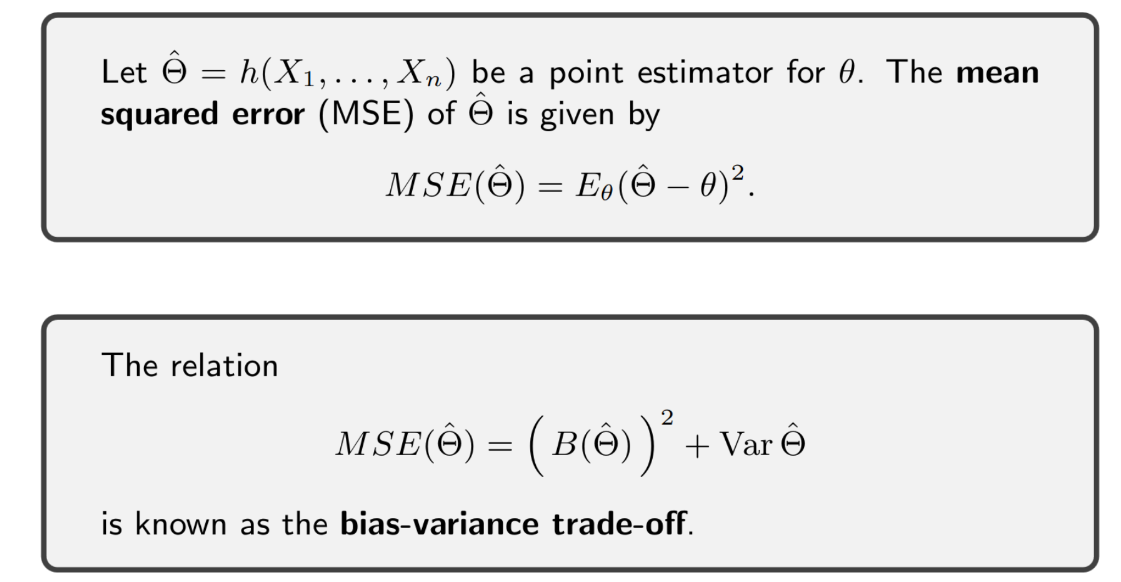 Let Θ̂ = h(X₁, . . . , Xₙ) be a point estimator for θ. The mean
squared error (MSE) of Θ̂ is given by
MSE(Θ̂) = E_θ(Θ̂ − θ)².
The relation
MSE(Θ̂) = (B(Θ̂))² + Var Θ̂
is known as the bias-variance trade-off.